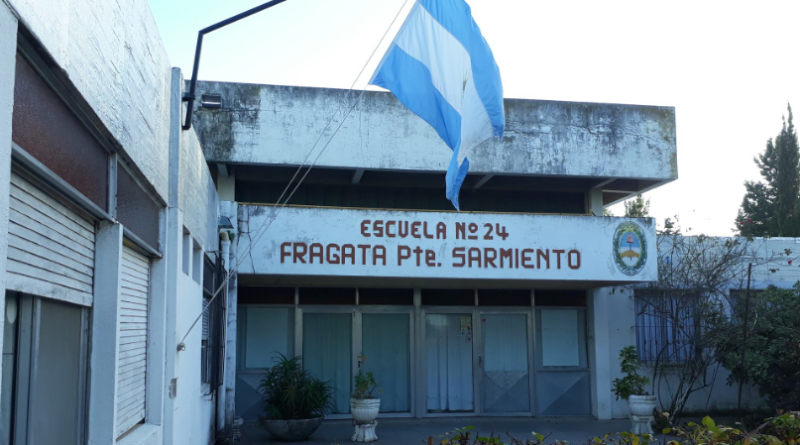 ESCUELA Nº 24
FRAGATA Pte. SARMIENTO